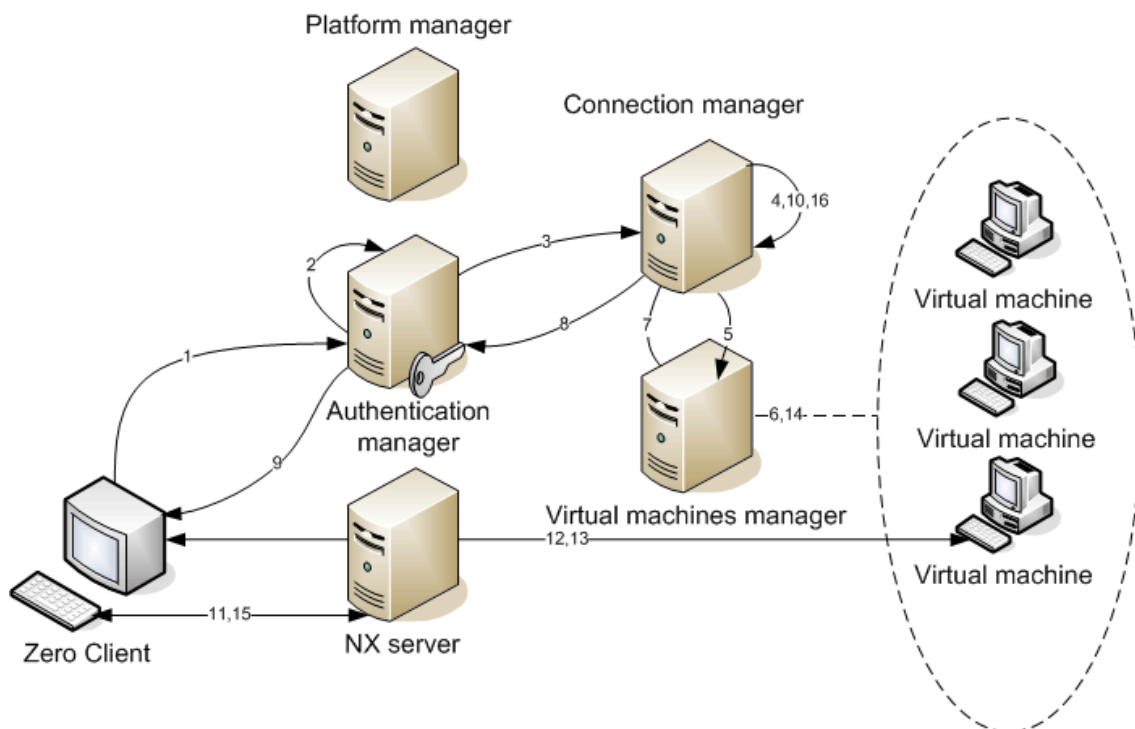 Platform manager
Connection manager
4,10,16
3
2
Virtual machine
8
7
5
1
Authentication
manager
6,14
Virtual machine
9
Virtual machines manager
12,13
Virtual machine
11,15
Zero Client
NX server